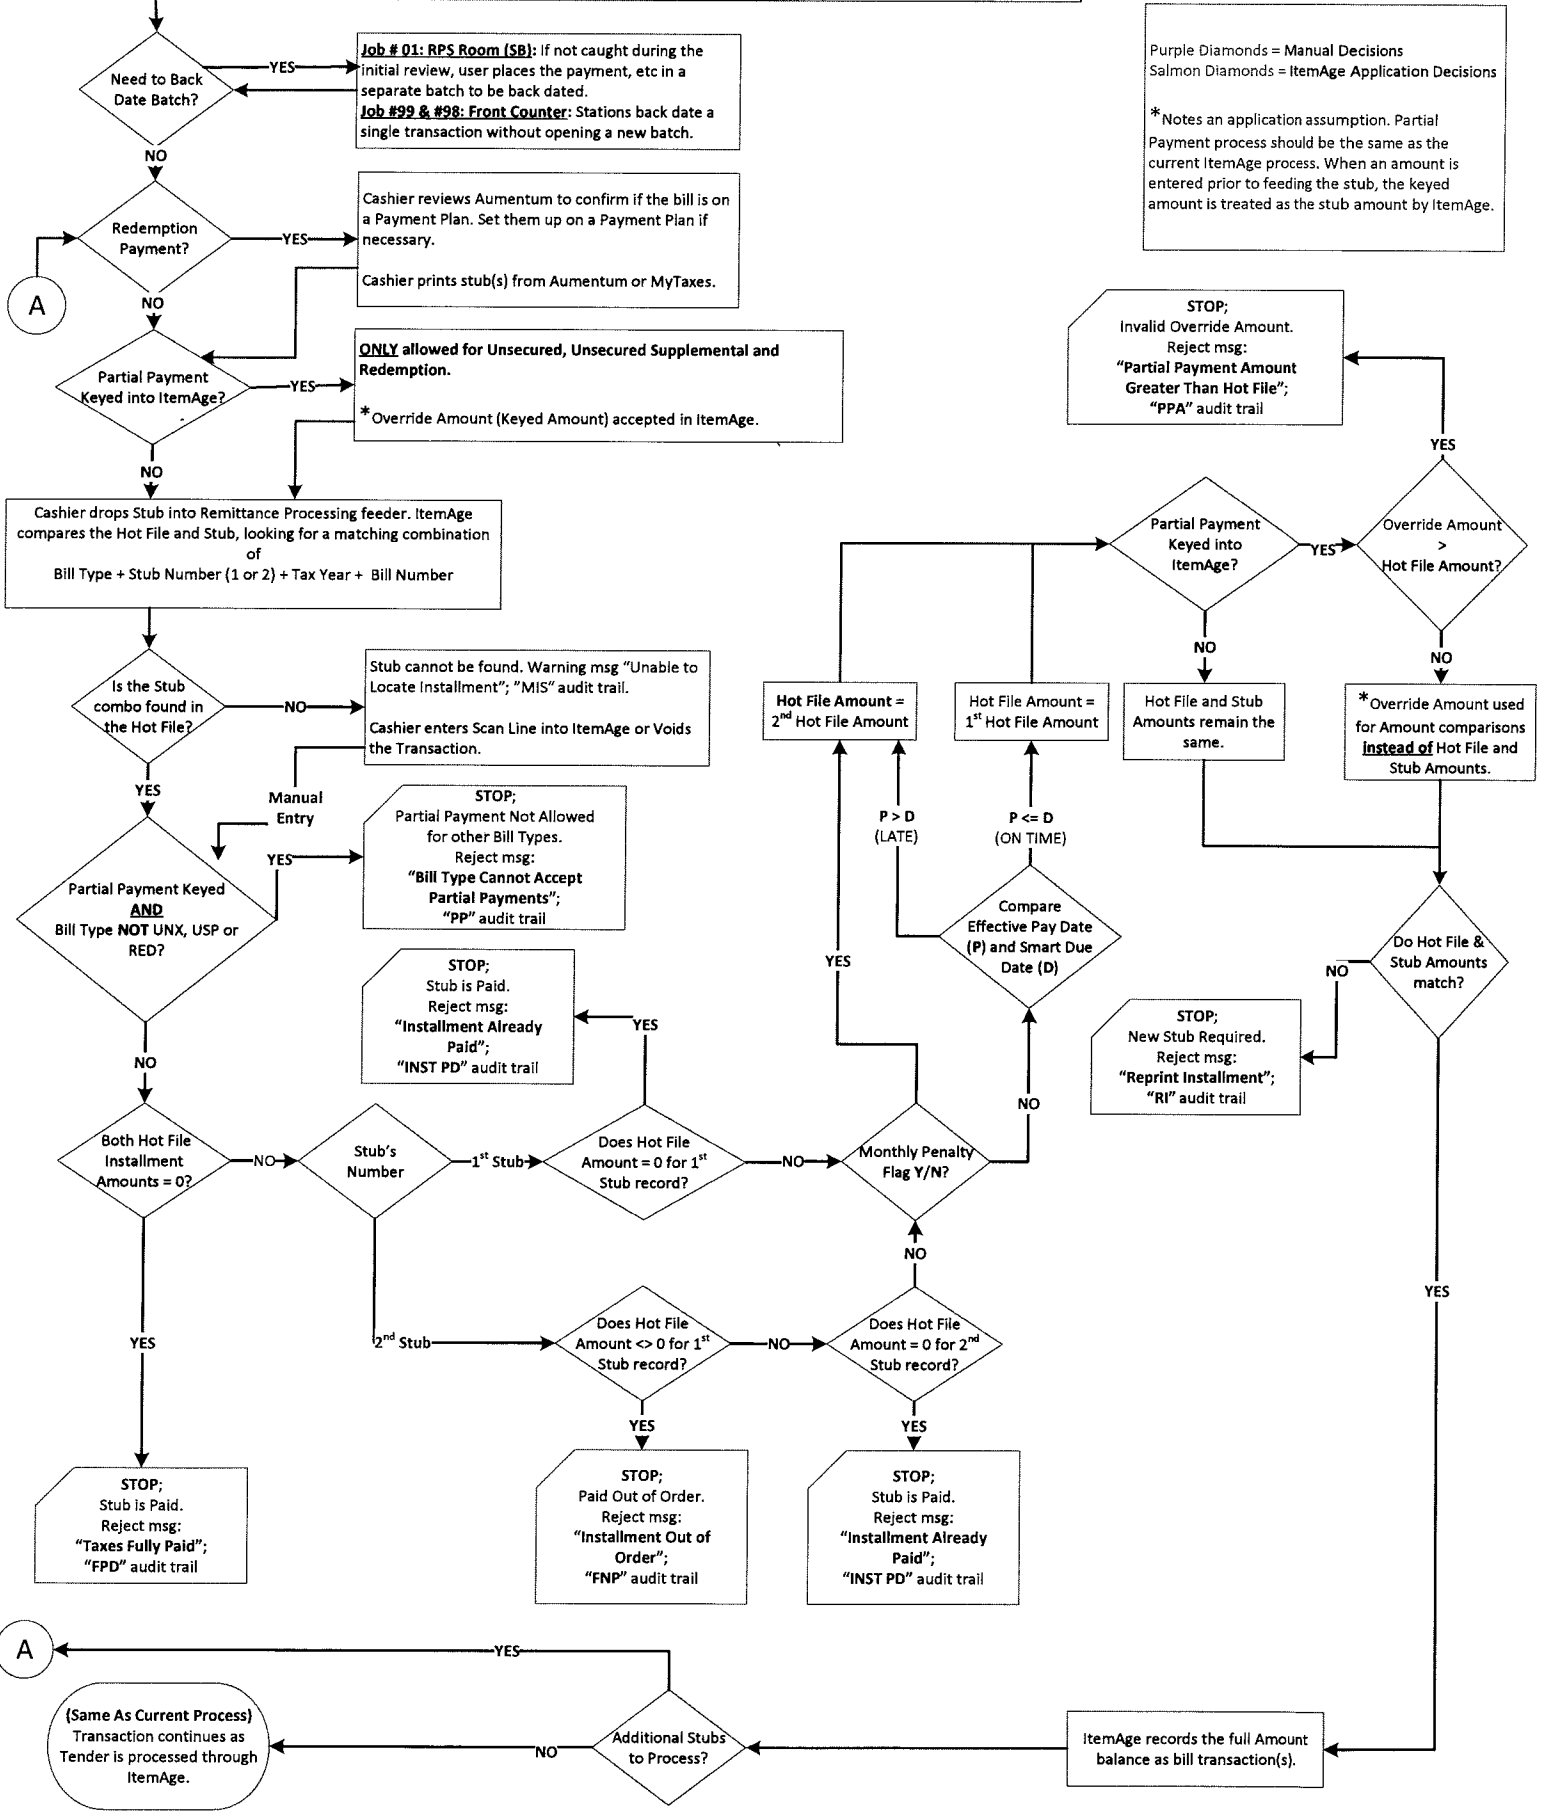 Need to Back
Date Batch?
YES
Job # 01: RPS Room (SB): If not caught during the
initial review, user places the payment, etc in a
separate batch to be back dated.
Job #99 & #98: Front Counter: Stations back date a
single transaction without opening a new batch.
Purple Diamonds = Manual Decisions
Salmon Diamonds = ItemAge Application Decisions
*Notes an application assumption. Partial
Payment process should be the same as the
current ItemAge process. When an amount is
entered prior to feeding the stub, the keyed
amount is treated as the stub amount by ItemAge.
NO
Redemption
Payment?
YES
Cashier reviews Aumentum to confirm if the bill is on
a Payment Plan. Set them up on a Payment Plan if
necessary.
Cashier prints stub(s) from Aumentum or MyTaxes.
A
NO
Partial Payment
Keyed into ItemAge?
YES
ONLY allowed for Unsecured, Unsecured Supplemental and
Redemption.
*Override Amount (Keyed Amount) accepted in ItemAge.
STOP;
Invalid Override Amount.
Reject msg:
"Partial Payment Amount
Greater Than Hot File";
"PPA" audit trail
YES
NO
Cashier drops Stub into Remittance Processing feeder. ItemAge
compares the Hot File and Stub, looking for a matching combination
of
Bill Type + Stub Number (1 or 2) + Tax Year + Bill Number
Partial Payment
Keyed into
ItemAge?
YES
Override Amount
>
Hot File Amount?
NO
NO
Is the Stub
combo found in
the Hot File?
NO
Stub cannot be found. Warning msg "Unable to
Locate Installment"; "MIS" audit trail.
Cashier enters Scan Line into ItemAge or Voids
the Transaction.
Hot File Amount =
2nd Hot File Amount
Hot File Amount =
1st Hot File Amount
Hot File and Stub
Amounts remain the
same.
*Override Amount used
for Amount comparisons
instead of Hot File and
Stub Amounts.
YES
Manual
Entry
STOP;
Partial Payment Not Allowed
for other Bill Types.
Reject msg:
"Bill Type Cannot Accept
Partial Payments";
"PP" audit trail
P > D
(LATE)
P <= D
(ON TIME)
YES
Partial Payment Keyed
AND
Bill Type NOT UNX, USP or
RED?
Compare
Effective Pay Date
(P) and Smart Due
Date (D)
Do Hot File &
Stub Amounts
match?
NO
YES
STOP;
Stub is Paid.
Reject msg:
"Installment Already
Paid";
"INST PD" audit trail
YES
STOP;
New Stub Required.
Reject msg:
"Reprint Installment";
"RI" audit trail
NO
NO
Both Hot File
Installment
Amounts = 0?
NO
Stub's
Number
1st Stub
Does Hot File
Amount = 0 for 1st
Stub record?
NO
Monthly Penalty
Flag Y/N?
NO
YES
YES
2nd Stub
Does Hot File
Amount <> 0 for 1st
Stub record?
NO
Does Hot File
Amount = 0 for 2nd
Stub record?
YES
YES
STOP;
Stub is Paid.
Reject msg:
"Taxes Fully Paid";
"FPD" audit trail
STOP;
Paid Out of Order.
Reject msg:
"Installment Out of
Order";
"FNP" audit trail
STOP;
Stub is Paid.
Reject msg:
"Installment Already
Paid";
"INST PD" audit trail
A
YES
(Same As Current Process)
Transaction continues as
Tender is processed through
ItemAge.
NO
Additional Stubs
to Process?
ItemAge records the full Amount
balance as bill transaction(s).